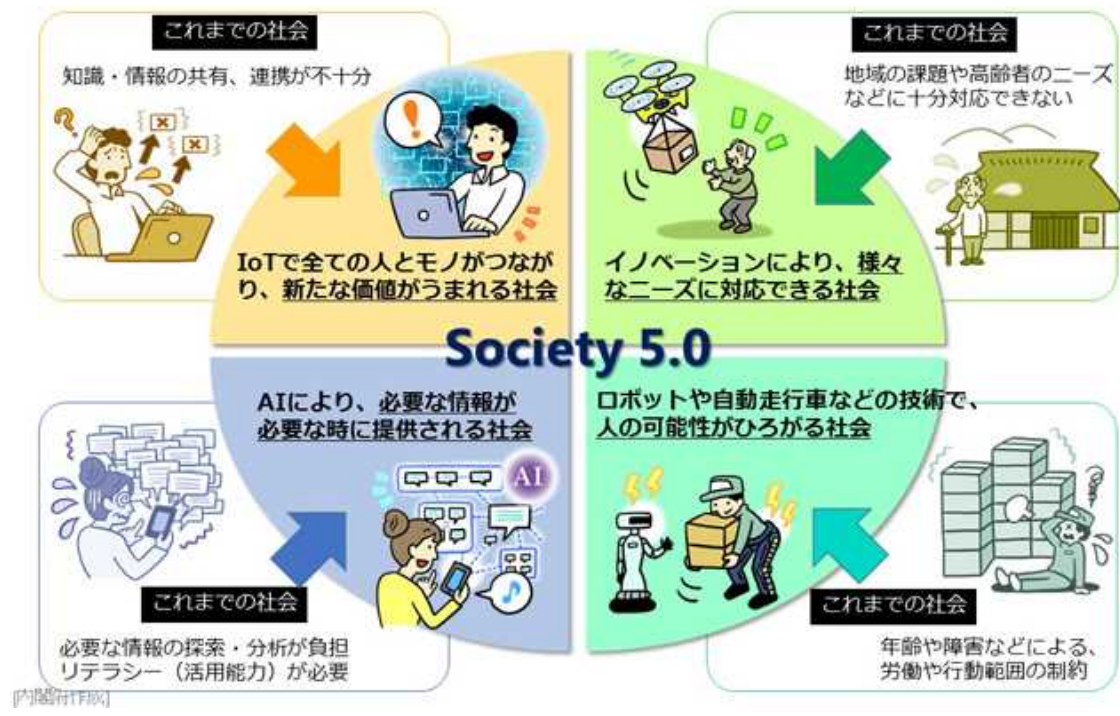 これまでの社会
知識・情報の共有、連携が不十分
IoTで全ての人とモノがつなが
り、新たな価値がうまれる社会
これまでの社会
地域の課題や高齢者のニーズ
などに十分対応できない
イノベーションにより、様々
なニーズに対応できる社会
Society 5.0
AIにより、必要な情報が
必要な時に提供される社会
AI
これまでの社会
必要な情報の探索・分析が負担
リテラシー（活用能力）が必要
ロボットや自動走行車などの技術で、
人の可能性がひろがる社会
これまでの社会
年齢や障害などによる、
労働や行動範囲の制約
[内閣府作成]